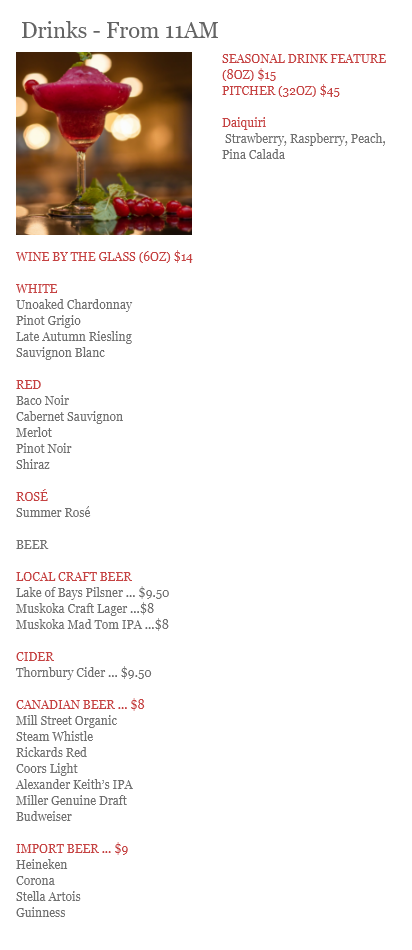 Drinks - From 11AM
SEASONAL DRINK FEATURE
(8OZ) $15
PITCHER (32OZ) $45
Daiquiri
Strawberry, Raspberry, Peach,
Pina Calada
WINE BY THE GLASS (6OZ) $14
WHITE
Unoaked Chardonnay
Pinot Grigio
Late Autumn Riesling
Sauvignon Blanc
RED
Baco Noir
Cabernet Sauvignon
Merlot
Pinot Noir
Shiraz
ROSÉ
Summer Rosé
BEER
LOCAL CRAFT BEER
Lake of Bays Pilsner ... $9.50
Muskoka Craft Lager ...$8
Muskoka Mad Tom IPA ...$8
CIDER
Thornbury Cider ... $9.50
CANADIAN BEER ... $8
Mill Street Organic
Steam Whistle
Rickards Red
Coors Light
Alexander Keith's IPA
Miller Genuine Draft
Budweiser
IMPORT BEER ... $9
Heineken
Corona
Stella Artois
Guinness